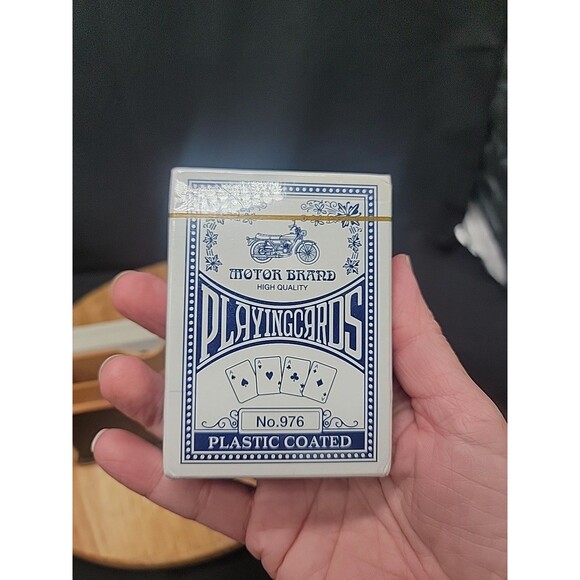 MOTOR BRAND
HIGH QUALITY
PLAYINGCARDS
A A A A
No.976
PLASTIC COATED